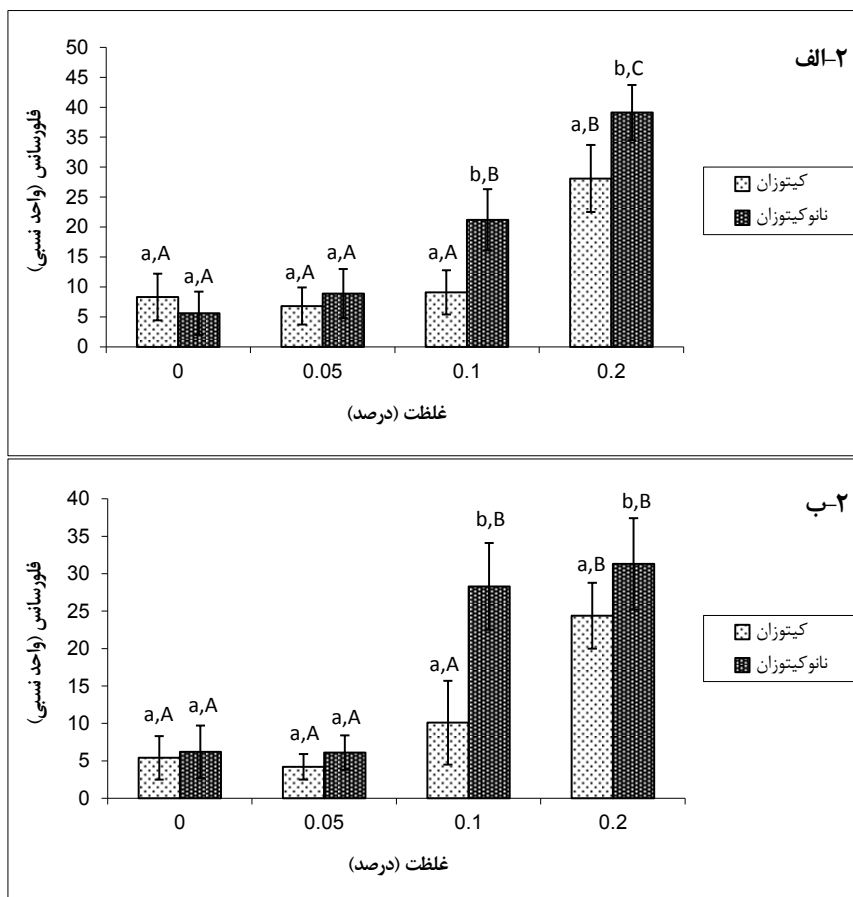 ۲-الف
فلورسانس (واحد نسبی)
50
45
40
35
30
25
20
15
10
5
0
a,A
a,A
a,A
a,A
a,A
b,B
a,B
b,C
0 0.05 0.1 0.2
غلظت (درصد)
کیتوزان
نانوکیتوزان
۲-ب
فلورسانس (واحد نسبی)
40
35
30
25
20
15
10
5
0
a,A
a,A
a,A
a,A
a,A
b,B
a,B
b,B
0 0.05 0.1 0.2
غلظت (درصد)
کیتوزان
نانوکیتوزان